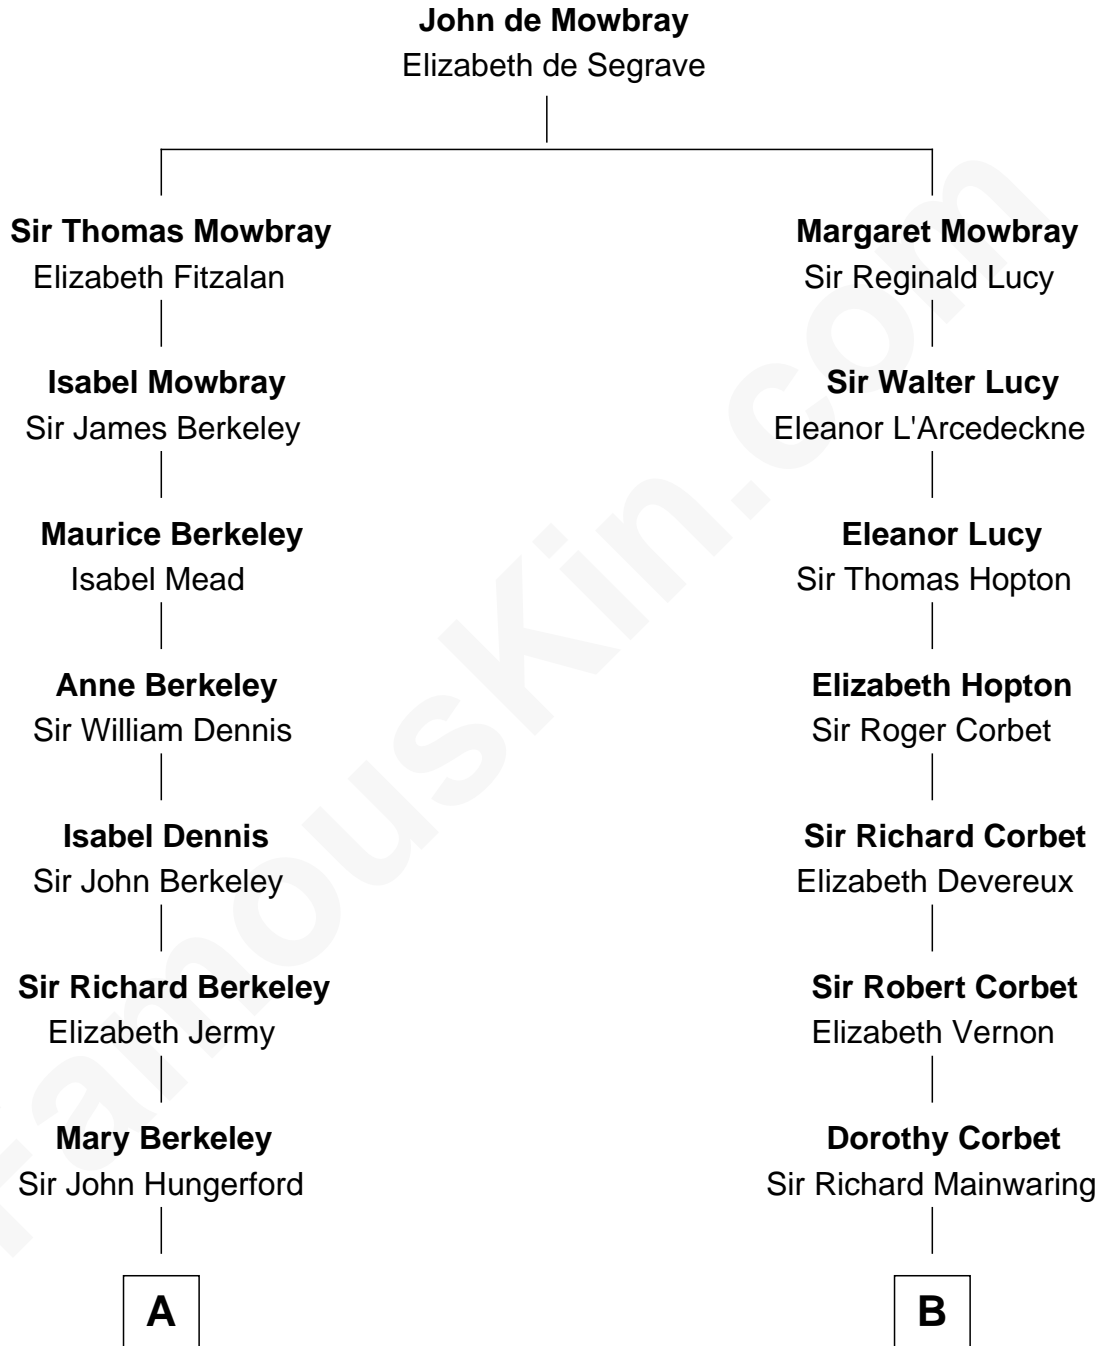 John de Mowbray
Elizabeth de Segrave
Sir Thomas Mowbray
Elizabeth Fitzalan
Isabel Mowbray
Sir James Berkeley
Maurice Berkeley
Isabel Mead
Anne Berkeley
Sir William Dennis
Isabel Dennis
Sir John Berkeley
Sir Richard Berkeley
Elizabeth Jermy
Mary Berkeley
Sir John Hungerford
A
Margaret Mowbray
Sir Reginald Lucy
Sir Walter Lucy
Eleanor L'Arcedeckne
Eleanor Lucy
Sir Thomas Hopton
Elizabeth Hopton
Sir Roger Corbet
Sir Richard Corbet
Elizabeth Devereux
Sir Robert Corbet
Elizabeth Vernon
Dorothy Corbet
Sir Richard Mainwaring
B
FamousKin.com